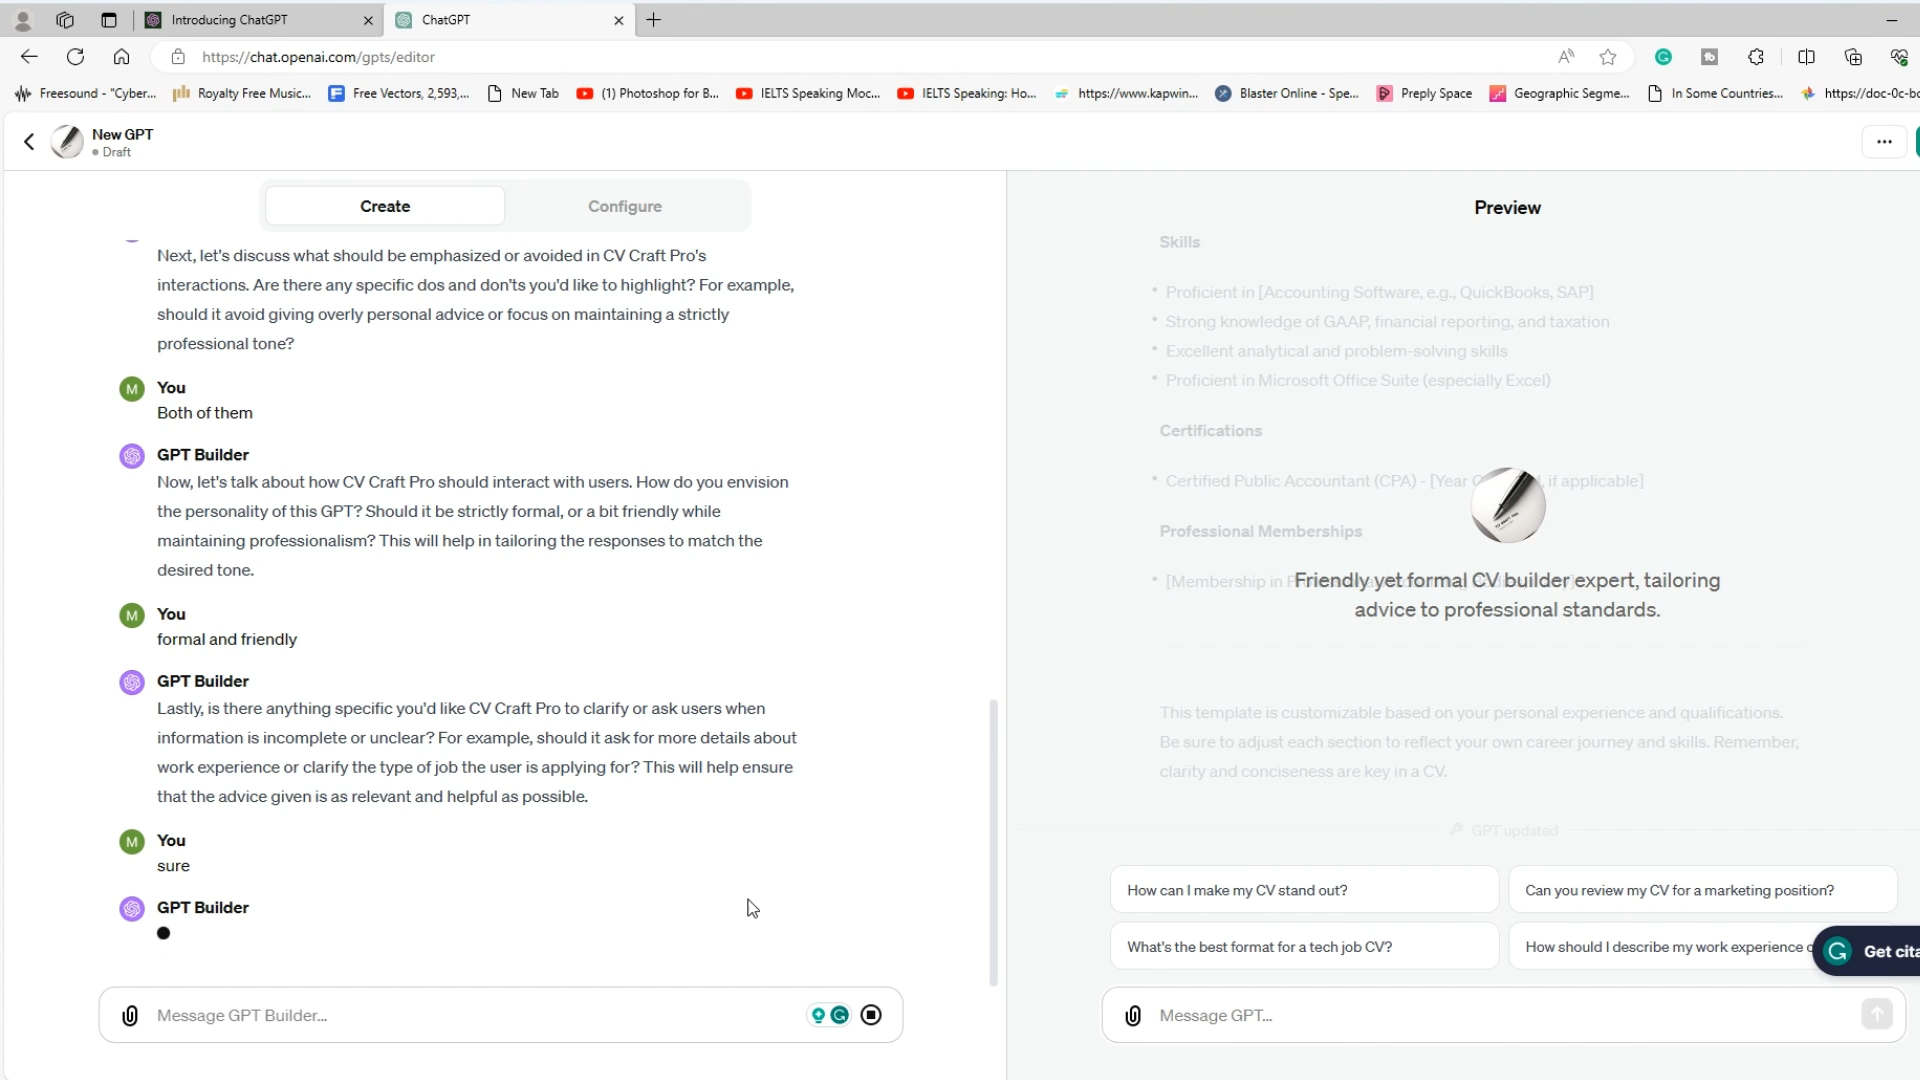 Introducing ChatGPT
ChatGPT
https://chat.openai.com/gpts/editor
Freesound - "Cyber...
Royalty Free Music...
Free Vectors, 2,593,...
New Tab
(1) Photoshop for B...
IELTS Speaking Moc...
IELTS Speaking: Ho...
https://www.kapwin...
Blaster Online - Spe...
Preply Space
Geographic Segme...
In Some Countries...
https://doc-0c-bo
New GPT
Draft
Create
Configure
Next, let's discuss what should be emphasized or avoided in CV Craft Pro's
interactions. Are there any specific dos and don'ts you'd like to highlight? For example,
should it avoid giving overly personal advice or focus on maintaining a strictly
professional tone?
M
You
Both of them
GPT Builder
Now, let's talk about how CV Craft Pro should interact with users. How do you envision
the personality of this GPT? Should it be strictly formal, or a bit friendly while
maintaining professionalism? This will help in tailoring the responses to match the
desired tone.
M
You
formal and friendly
GPT Builder
Lastly, is there anything specific you'd like CV Craft Pro to clarify or ask users when
information is incomplete or unclear? For example, should it ask for more details about
work experience or clarify the type of job the user is applying for? This will help ensure
that the advice given is as relevant and helpful as possible.
M
You
sure
GPT Builder
Message GPT Builder...
Preview
Skills
Proficient in [Accounting Software, e.g., QuickBooks, SAP]
Strong knowledge of GAAP, financial reporting, and taxation
Excellent analytical and problem-solving skills
Proficient in Microsoft Office Suite (especially Excel)
Certifications
Certified Public Accountant (CPA) - [Year if applicable]
Professional Memberships
[Membership in
Friendly yet formal CV builder expert, tailoring
advice to professional standards.
This template is customizable based on your personal experience and qualifications.
Be sure to adjust each section to reflect your own career journey and skills. Remember,
clarity and conciseness are key in a CV.
GPT updated
How can I make my CV stand out?
Can you review my CV for a marketing position?
What's the best format for a tech job CV?
How should I describe my work experience
Get cita
Message GPT...